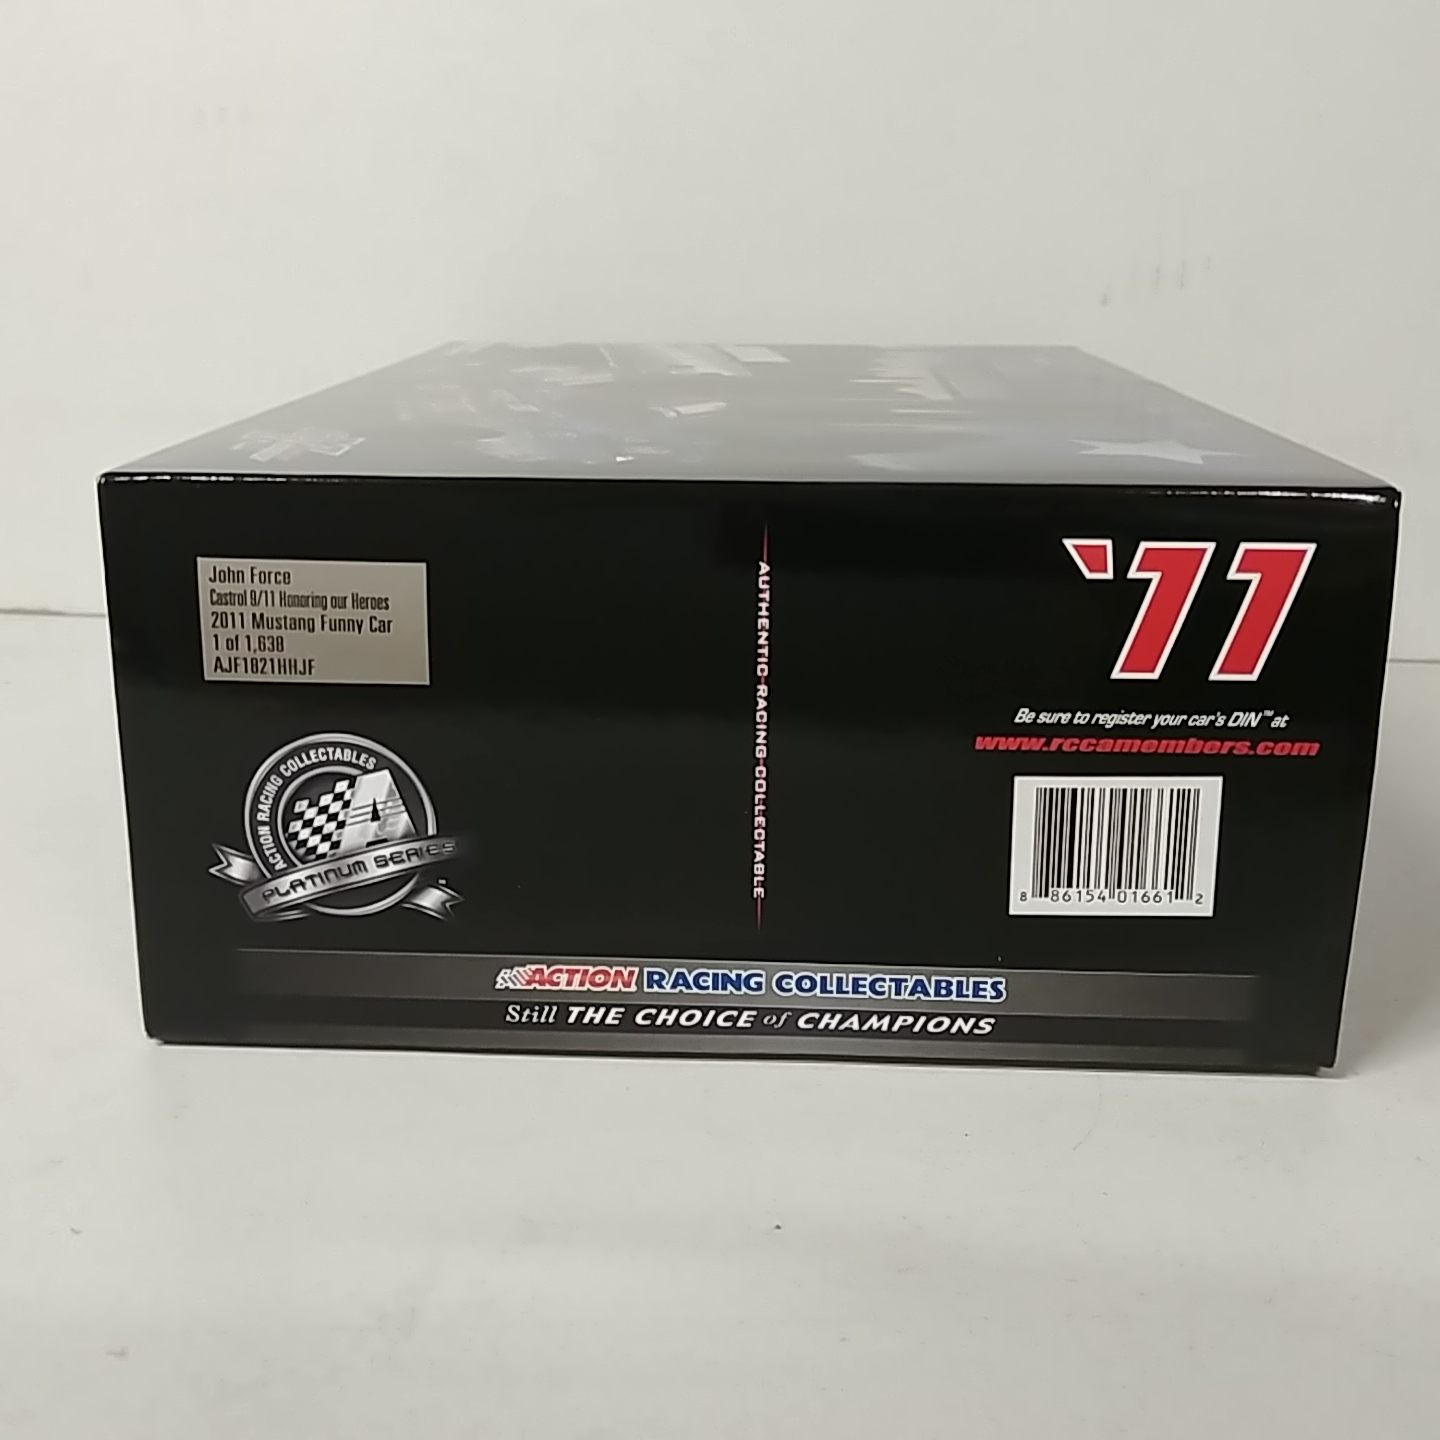 John Force
Castrol 9/11 Honoring our Heroes
2011 Mustang Funny Car
1 of 1,638
AJF1821HHJF
ACTION RACING COLLECTABLES
A
PLATINUM SERIES
AUTHENTIC RACING COLLECTABLE
'11
Be sure to register your car's DIN™ at
www.rccamembers.com
8 86154 01661 2
ACTION RACING COLLECTABLES
Still THE CHOICE of CHAMPIONS